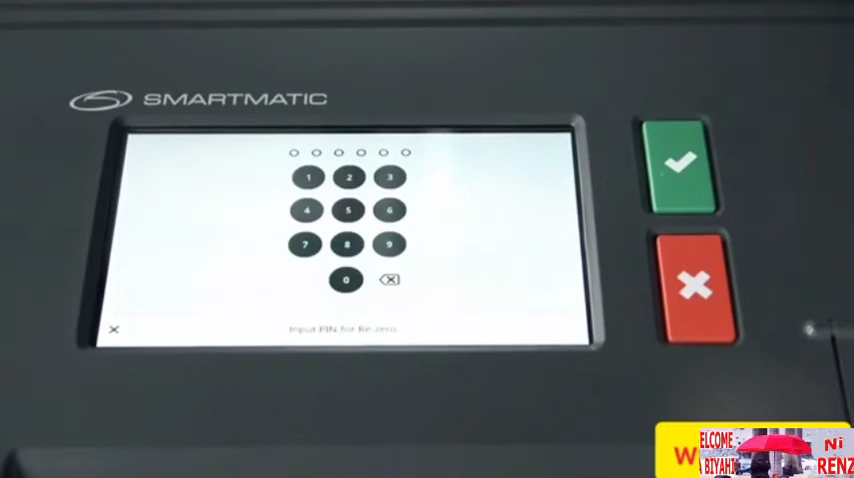 SMARTMATIC
1 2 3
4 5 6
7 8 9
0
Input PIN for Re-zero
W
ELCOME
A BIYAHI
Ni
RENZ